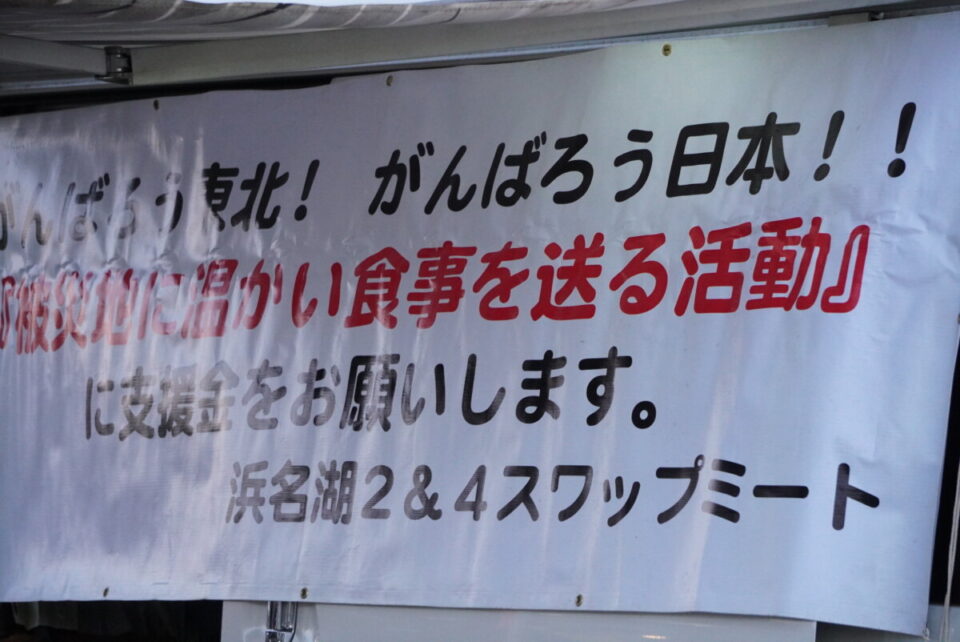 がんばろう東北！ がんばろう日本！！
『被災地に温かい食事を送る活動』
に支援金をお願いします。
浜名湖２＆４スワップミート